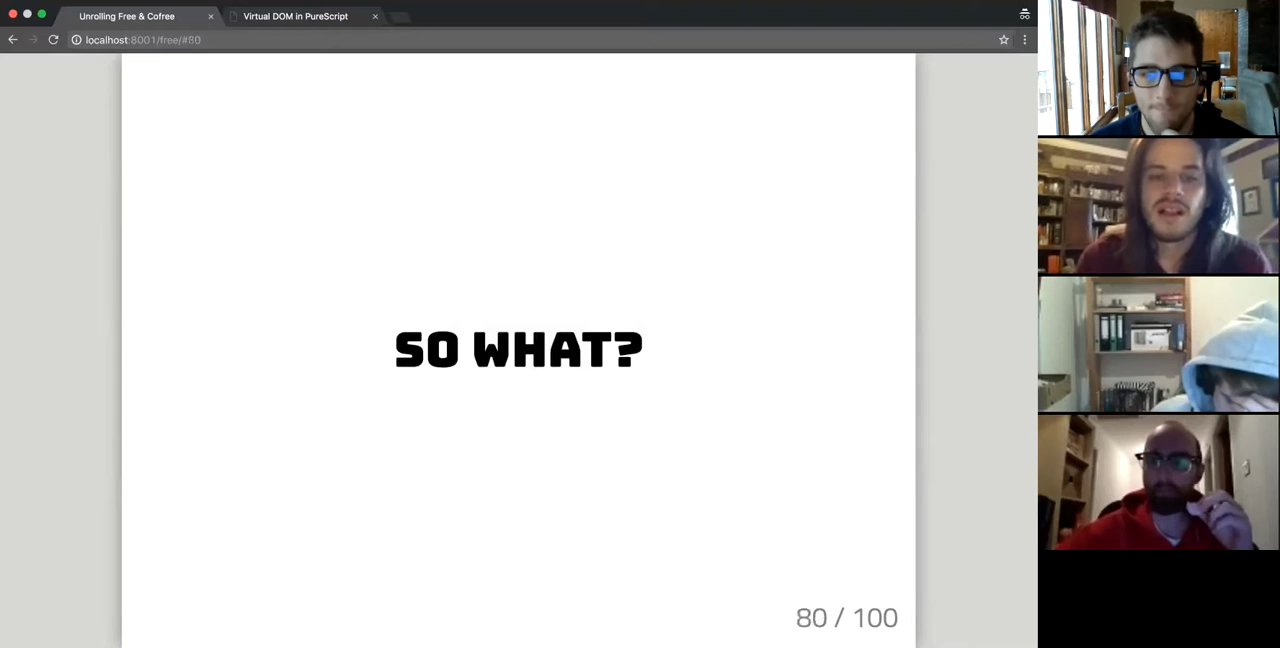 Unrolling Free & Cofree
Virtual DOM in PureScript
localhost:8001/free/#80
SO WHAT?
80 / 100